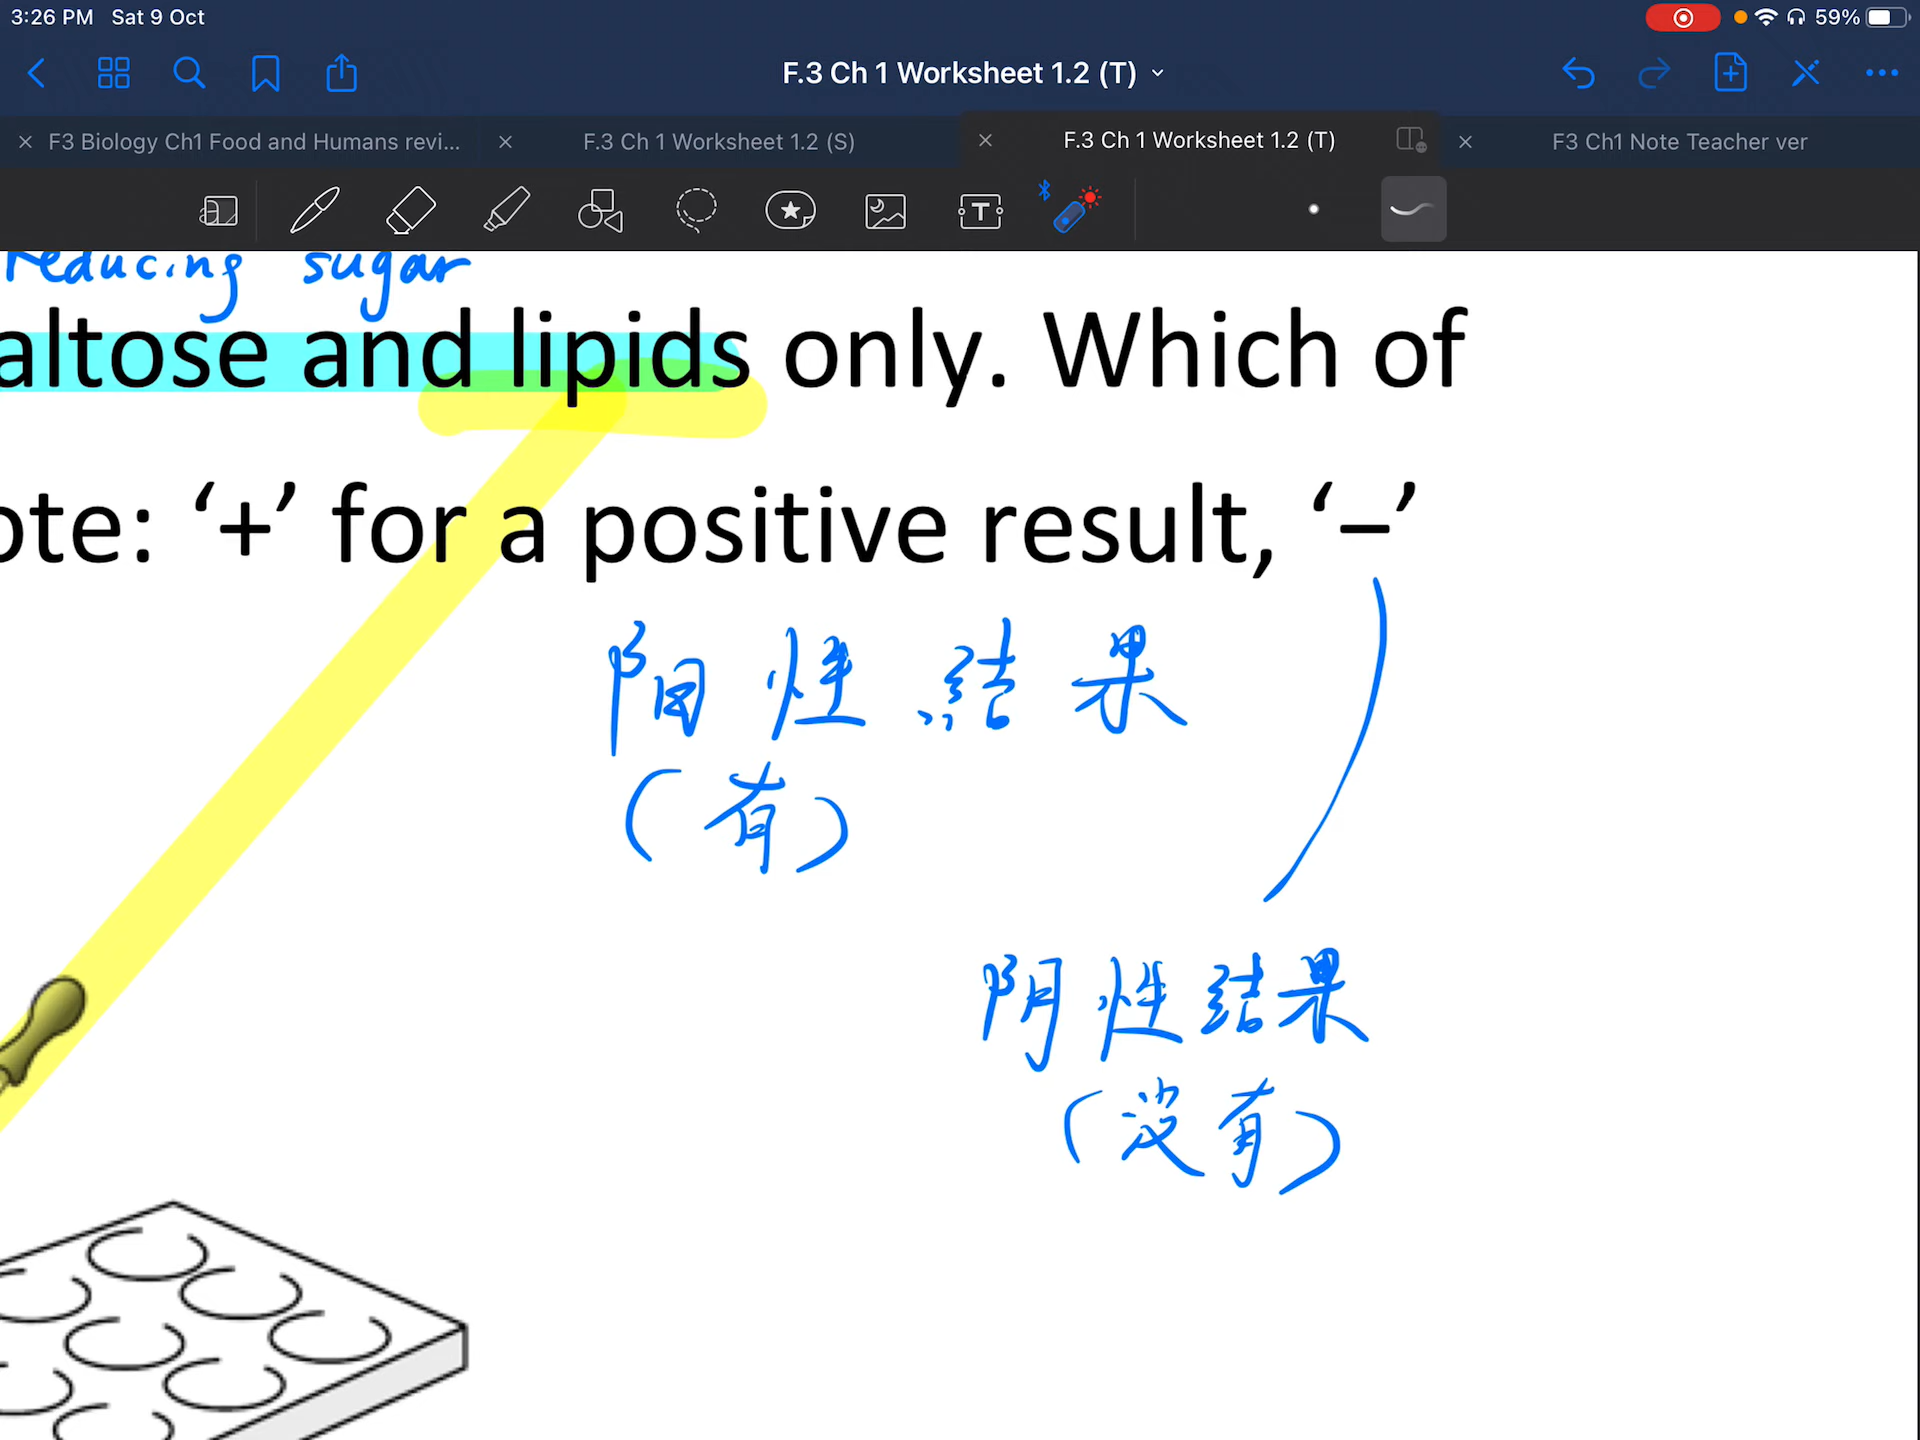 3:26 PM Sat 9 Oct
59%
F.3 Ch 1 Worksheet 1.2 (T)
F3 Biology Ch1 Food and Humans revi...
F.3 Ch 1 Worksheet 1.2 (S)
F.3 Ch 1 Worksheet 1.2 (T)
F3 Ch1 Note Teacher ver
reducing sugar
altose and lipids only. Which of
ote: ‘+’ for a positive result, ‘–’
阳性結果
(有)
阴性結果
(没有)